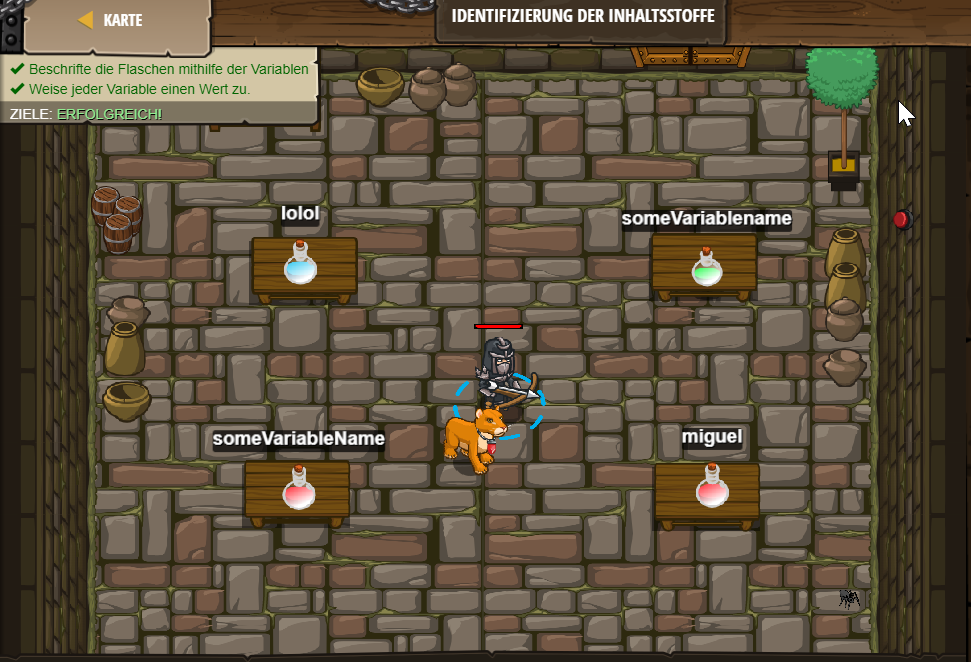 KARTE
IDENTIFIZIERUNG DER INHALTSSTOFFE
Beschrifte die Flaschen mithilfe der Variablen
Weise jeder Variable einen Wert zu.
ZIELE: ERFOLGREICH!
lolol
someVariablename
someVariableName
miguel